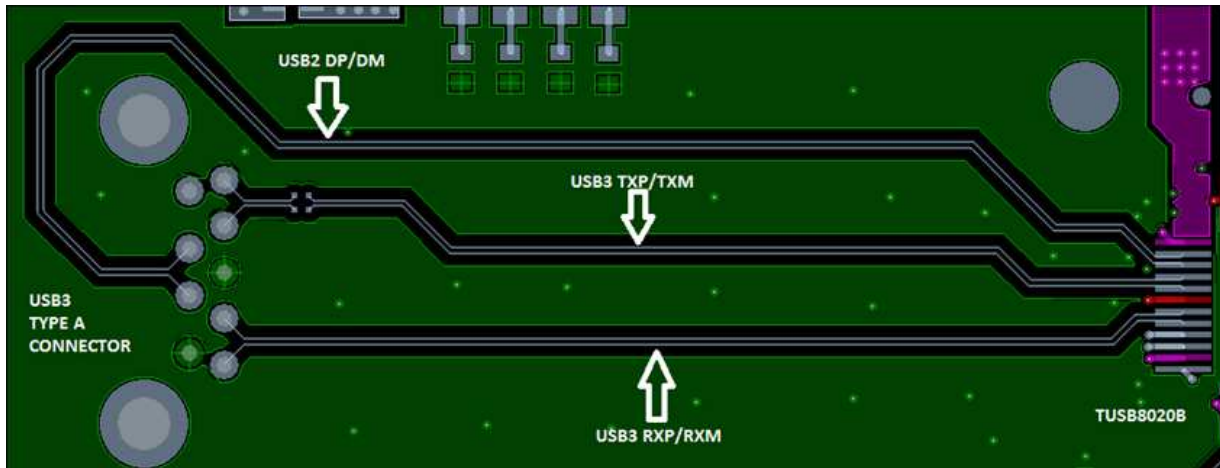 USB2 DP/DM
USB3 TXP/TXM
USB3
TYPE A
CONNECTOR
TUSB8020B
USB3 RXP/RXM